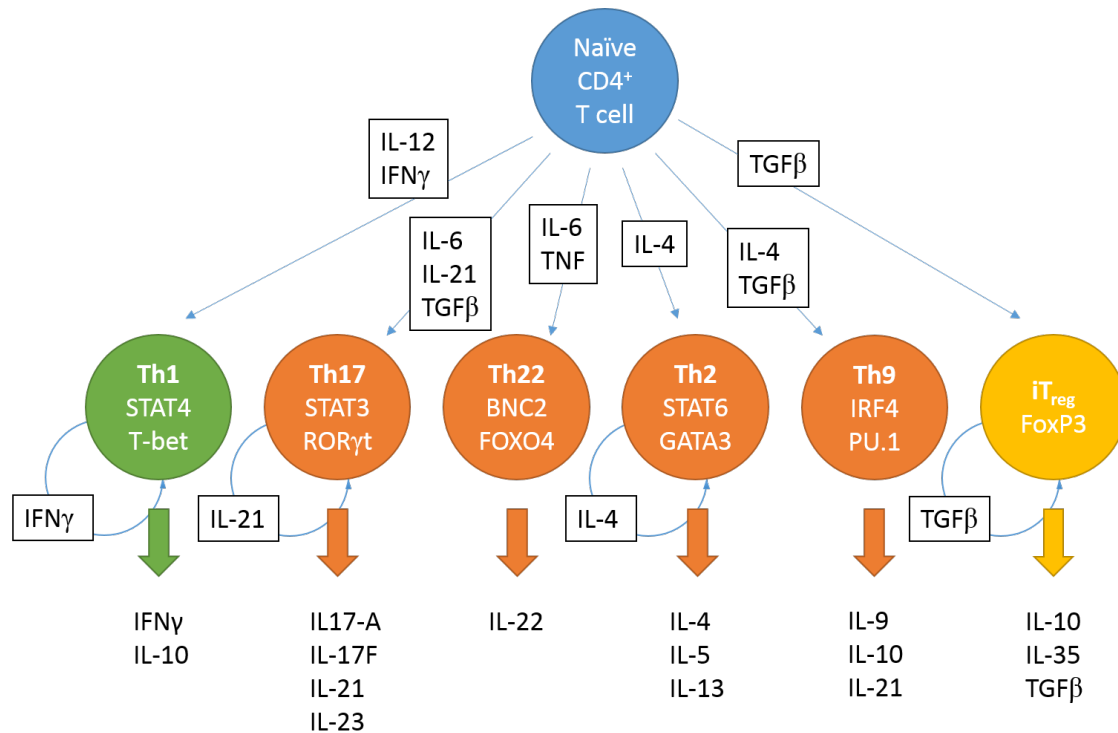 Naïve
CD4⁺
T cell
IL-12
IFNγ
TGFβ
IL-6
IL-21
TGFβ
IL-6
TNF
IL-4
IL-4
TGFβ
Th1
STAT4
T-bet
Th17
STAT3
RORγt
Th22
BNC2
FOXO4
Th2
STAT6
GATA3
Th9
IRF4
PU.1
iTreg
FoxP3
IFNγ
IL-21
IL-4
TGFβ
IFNγ
IL-10
IL17-A
IL-17F
IL-21
IL-23
IL-22
IL-4
IL-5
IL-13
IL-9
IL-10
IL-21
IL-10
IL-35
TGFβ